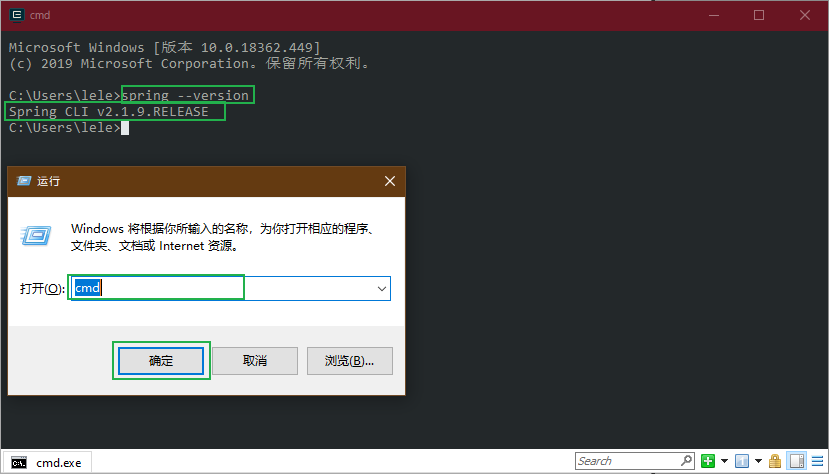 cmd
Microsoft Windows [版本 10.0.18362.449]
(c) 2019 Microsoft Corporation。保留所有权利。
C:\Users\lele>spring --version
Spring CLI v2.1.9.RELEASE
C:\Users\lele>
运行
Windows 将根据你所输入的名称，为你打开相应的程序、
文件夹、文档或 Internet 资源。
打开(O): cmd
确定 取消 浏览(B)...
cmd.exe Search